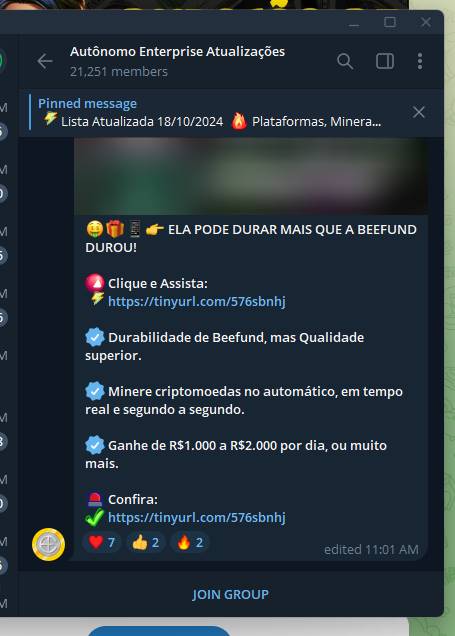 Autônomo Enterprise Atualizações
21,251 members
Pinned message
Lista Atualizada 18/10/2024 🔥 Plataformas, Minera...
🤑🎁📱👉 ELA PODE DURAR MAIS QUE A BEEFUND
DUROU!
Clique e Assista:
⚡ https://tinyurl.com/576sbnhj
Durabilidade de Beefund, mas Qualidade
superior.
Minere criptomoedas no automático, em tempo
real e segundo a segundo.
Ganhe de R$1.000 a R$2.000 por dia, ou muito
mais.
🚨 Confira:
✅ https://tinyurl.com/576sbnhj
❤️ 7 👍 2 🔥 2
edited 11:01 AM
JOIN GROUP